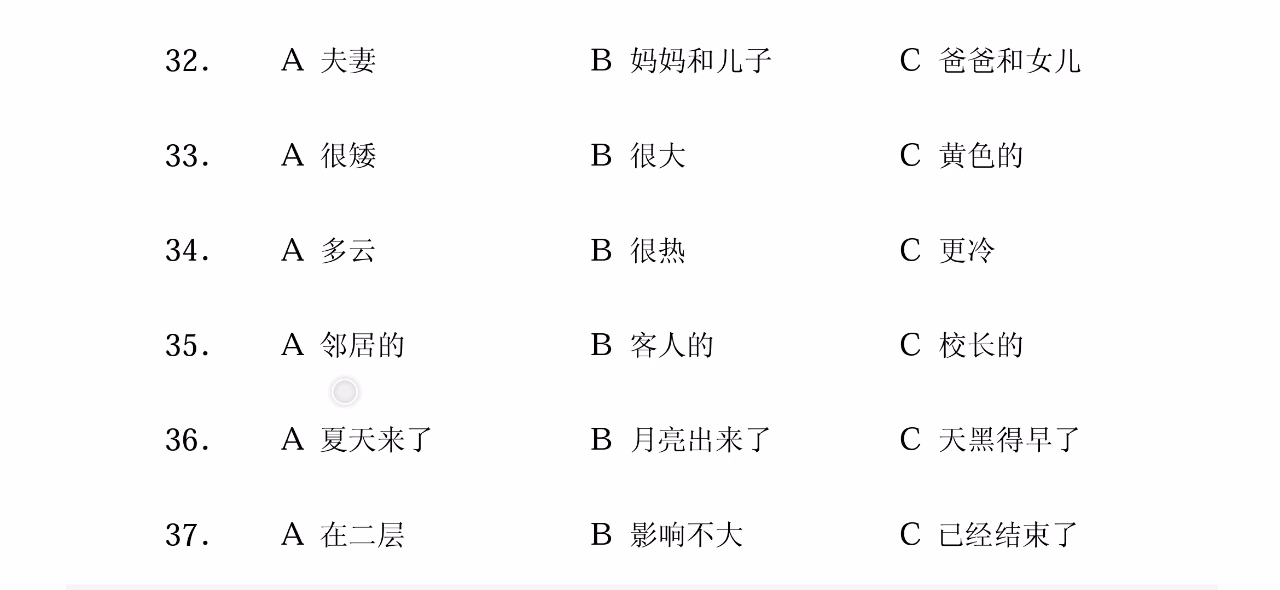 32. A 夫妻 B 妈妈和儿子 C 爸爸和女儿
33. A 很矮 B 很大 C 黄色的
34. A 多云 B 很热 C 更冷
35. A 邻居的 B 客人的 C 校长的
36. A 夏天来了 B 月亮出来了 C 天黑得早了
37. A 在二层 B 影响不大 C 已经结束了